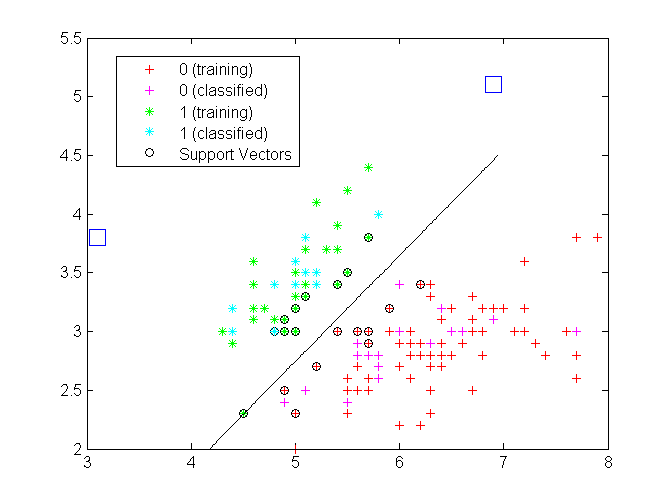 5.5
5
4.5
4
3.5
3
2.5
2
3
4
5
6
7
8
0 (training)
0 (classified)
1 (training)
1 (classified)
Support Vectors